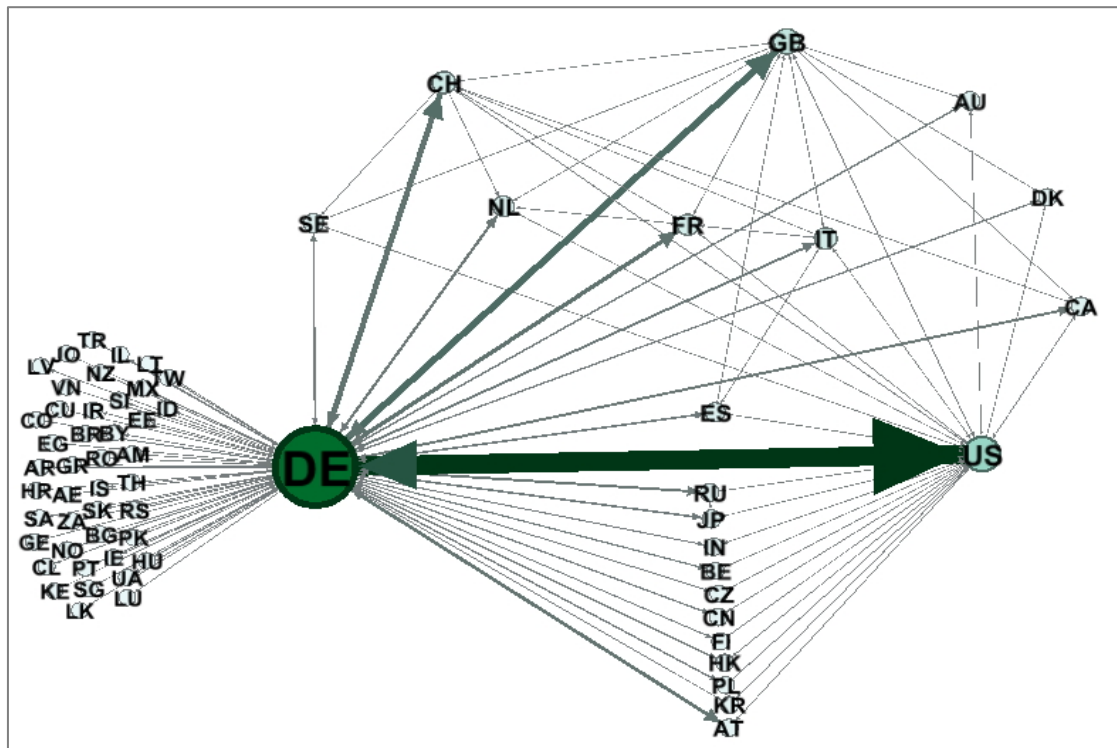 GB
CH
AU
DK
SE
NL
FR
IT
CA
TR
JO
IL
LV
LT
NZ
TW
VN
MX
SI
CU
IR
ID
CO
EE
BR
BY
EG
RO
AM
AR
GR
ES
DE
US
HR
AE
IS
TH
RU
SK
RS
SA
ZA
JP
BG
PK
GE
NO
IN
IE
HU
CL
PT
BE
UA
KE
SG
CZ
LU
LK
CN
FI
HK
PL
KR
AT